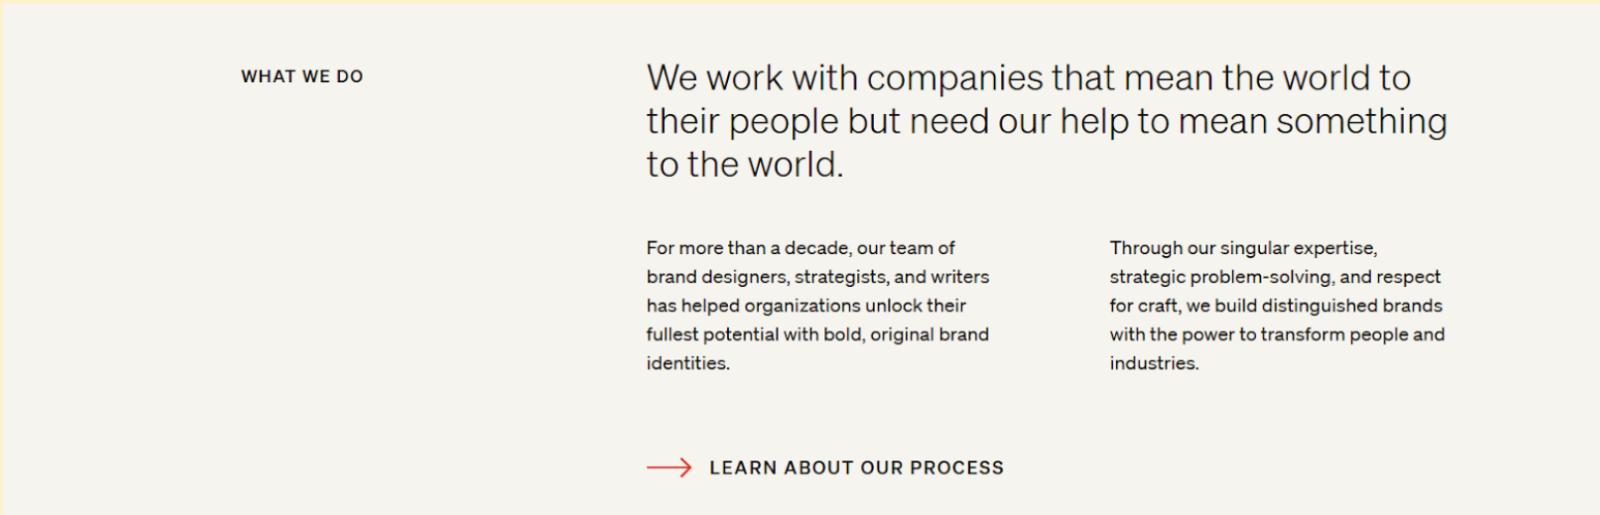 WHAT WE DO
We work with companies that mean the world to
their people but need our help to mean something
to the world.
For more than a decade, our team of
brand designers, strategists, and writers
has helped organizations unlock their
fullest potential with bold, original brand
identities.
Through our singular expertise,
strategic problem-solving, and respect
for craft, we build distinguished brands
with the power to transform people and
industries.
LEARN ABOUT OUR PROCESS